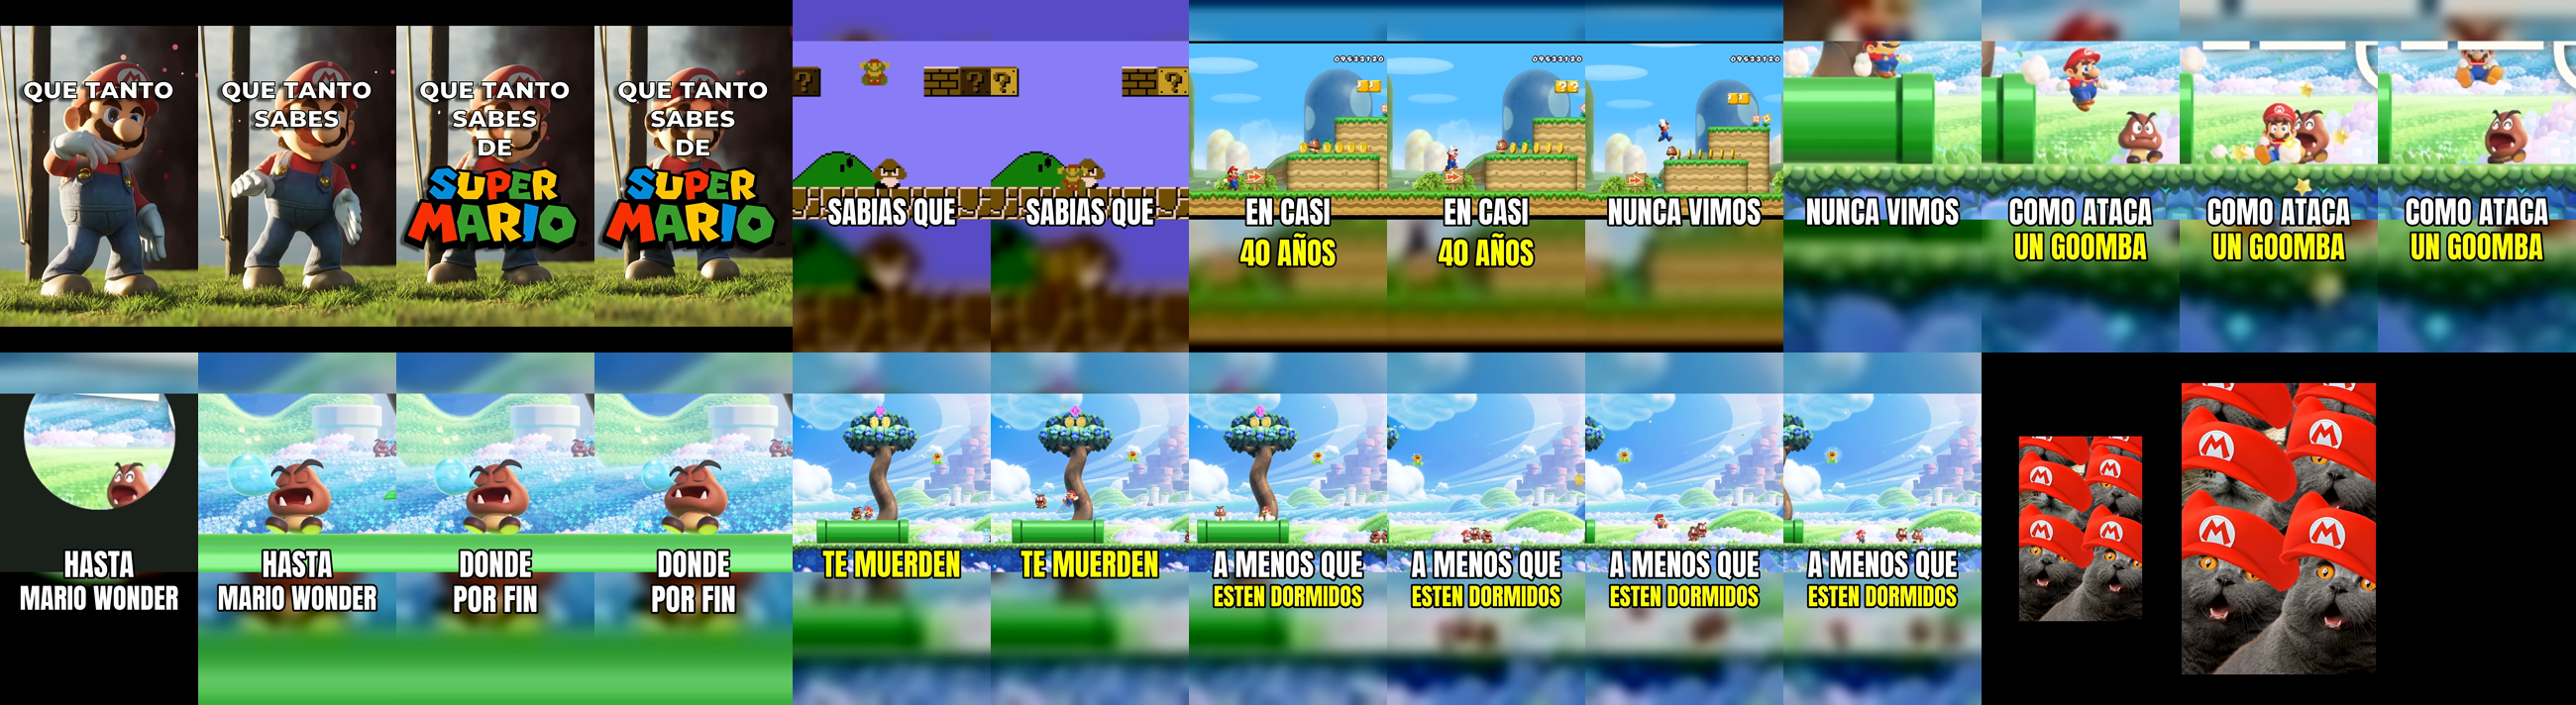 QUE TANTO
QUE TANTO
SABES
QUE TANTO
SABES
DE
SUPER
MARIO
QUE TANTO
SABES
DE
SUPER
MARIO
SABIAS QUE
SABIAS QUE
09533720
EN CASI
40 AÑOS
09533720
EN CASI
40 AÑOS
09533720
NUNCA VIMOS
NUNCA VIMOS
COMO ATACA
UN GOOMBA
COMO ATACA
UN GOOMBA
COMO ATACA
UN GOOMBA
HASTA
MARIO WONDER
HASTA
MARIO WONDER
DONDE
POR FIN
DONDE
POR FIN
TE MUERDEN
TE MUERDEN
A MENOS QUE
ESTEN DORMIDOS
A MENOS QUE
ESTEN DORMIDOS
A MENOS QUE
ESTEN DORMIDOS
A MENOS QUE
ESTEN DORMIDOS